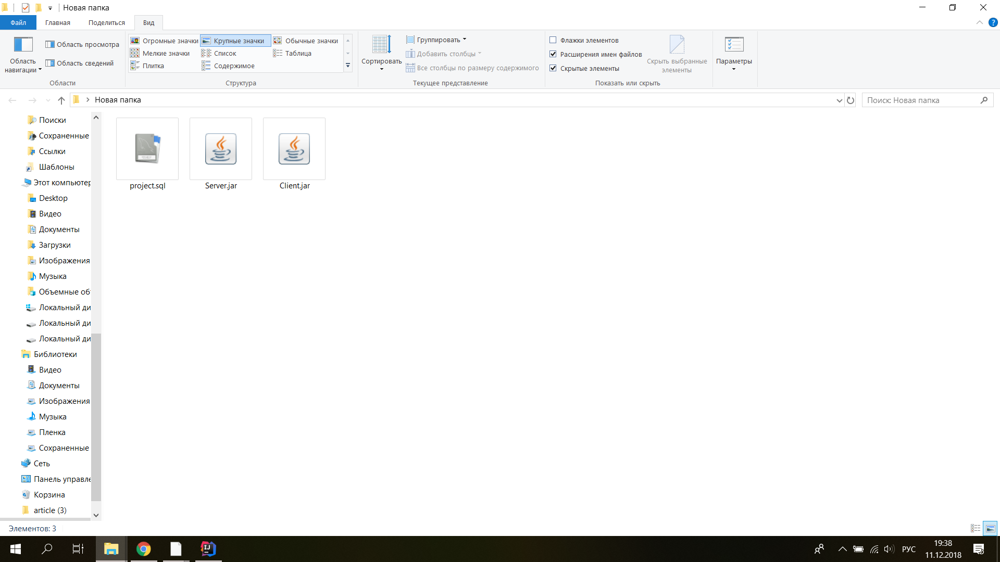 Новая папка
Файл Главная Поделиться Вид
Область навигации
Область просмотра
Область сведений
Области
Огромные значки Крупные значки Обычные значки
Мелкие значки Список Таблица
Плитка Содержимое
Структура
Сортировать
Группировать
Добавить столбцы
Все столбцы по размеру содержимого
Текущее представление
Флажки элементов
Расширения имен файлов
Скрытые элементы
Скрыть выбранные
элементы
Показать или скрыть
Параметры
Новая папка
Поиск: Новая папка
Поиски
Сохраненные
Ссылки
Шаблоны
Этот компьютер
Desktop
Видео
Документы
Загрузки
Изображения
Музыка
Объемные об
Локальный ди
Локальный ди
Локальный ди
Библиотеки
Видео
Документы
Изображения
Музыка
Пленка
Сохраненные
Сеть
Панель управле
Корзина
article (3)
project.sql Server.jar Client.jar
Элементов: 3
РУС
19:38
11.12.2018